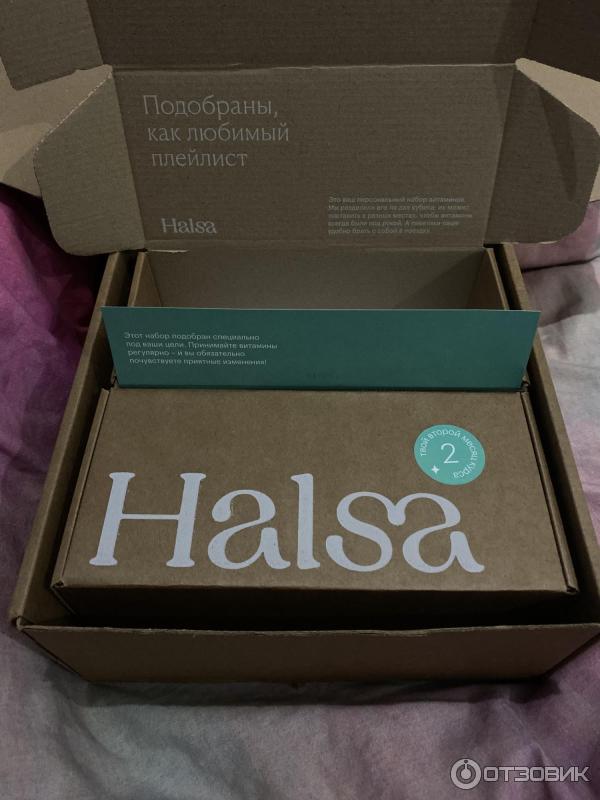 Подобраны,
как любимый
плейлист
Halsa
Это ваш персональный набор витаминов.
Мы разделили его на два кубика: их можно
поставить в разных местах, чтобы витамины
всегда были под рукой. А пакетики-саше
удобно брать с собой в поездку.
Этот набор подобран специально
под ваши цели. Принимайте витамины
регулярно – и вы обязательно
почувствуете приятные изменения!
твой второй месяц курса
2
Halsa
ОТЗОВИК